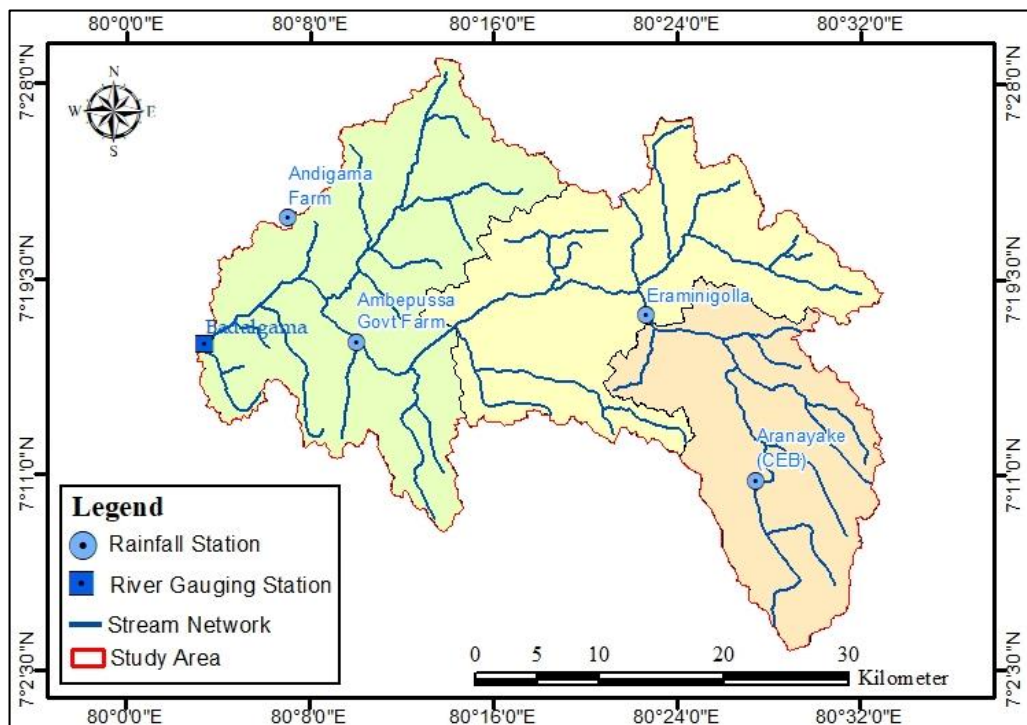 80°0'0"E 80°8'0"E 80°16'0"E 80°24'0"E 80°32'0"E
7°28'0"N
7°28'0"N
N
W E
S
Andigama
Farm
7°19'30"N
7°19'30"N
Ambepussa
Govt Farm
Eraminigolla
Badalgama
Aranayake
(CEB)
7°11'0"N
7°11'0"N
Legend
Rainfall Station
River Gauging Station
Stream Network
Study Area
0 5 10 20 30
Kilometer
7°2'30"N
7°2'30"N
80°0'0"E 80°8'0"E 80°16'0"E 80°24'0"E 80°32'0"E